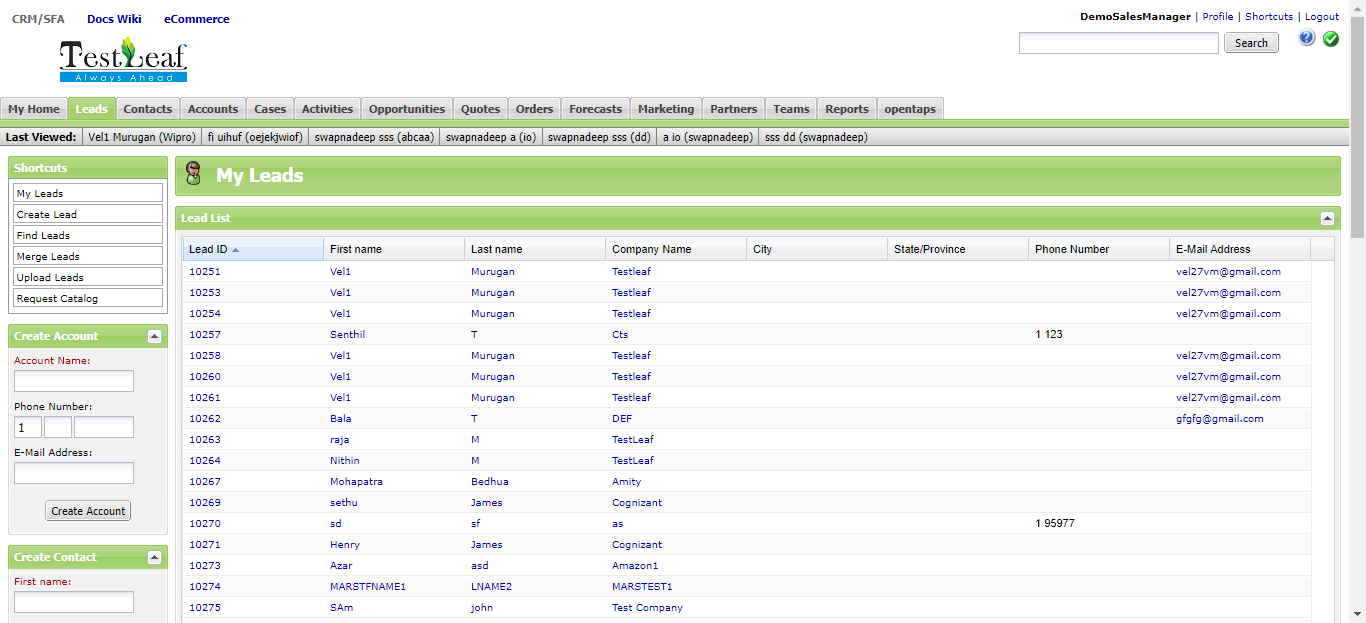 CRM/SFA Docs Wiki eCommerce
DemoSalesManager | Profile | Shortcuts | Logout
TestLeaf
Always Ahead
Search
My Home Leads Contacts Accounts Cases Activities Opportunities Quotes Orders Forecasts Marketing Partners Teams Reports opentaps
Last Viewed: Vel1 Murugan (Wipro) fi uihuf (oejekjwiof) swapnadeep sss (abcaa) swapnadeep a (io) swapnadeep sss (dd) a io (swapnadeep) sss dd (swapnadeep)
Shortcuts
My Leads
Create Lead
Find Leads
Merge Leads
Upload Leads
Request Catalog
Create Account
Account Name:
Phone Number:
1
E-Mail Address:
Create Account
Create Contact
First name:
My Leads
Lead List
Lead ID First name Last name Company Name City State/Province Phone Number E-Mail Address
10251 Vel1 Murugan Testleaf vel27vm@gmail.com
10253 Vel1 Murugan Testleaf vel27vm@gmail.com
10254 Vel1 Murugan Testleaf vel27vm@gmail.com
10257 Senthil T Cts 1 123
10258 Vel1 Murugan Testleaf vel27vm@gmail.com
10260 Vel1 Murugan Testleaf vel27vm@gmail.com
10261 Vel1 Murugan Testleaf vel27vm@gmail.com
10262 Bala T DEF gfgfg@gmail.com
10263 raja M TestLeaf
10264 Nithin M TestLeaf
10267 Mohapatra Bedhua Amity
10269 sethu James Cognizant
10270 sd sf as 1 95977
10271 Henry James Cognizant
10273 Azar asd Amazon1
10274 MARSTFNAME1 LNAME2 MARSTEST1
10275 SAm john Test Company